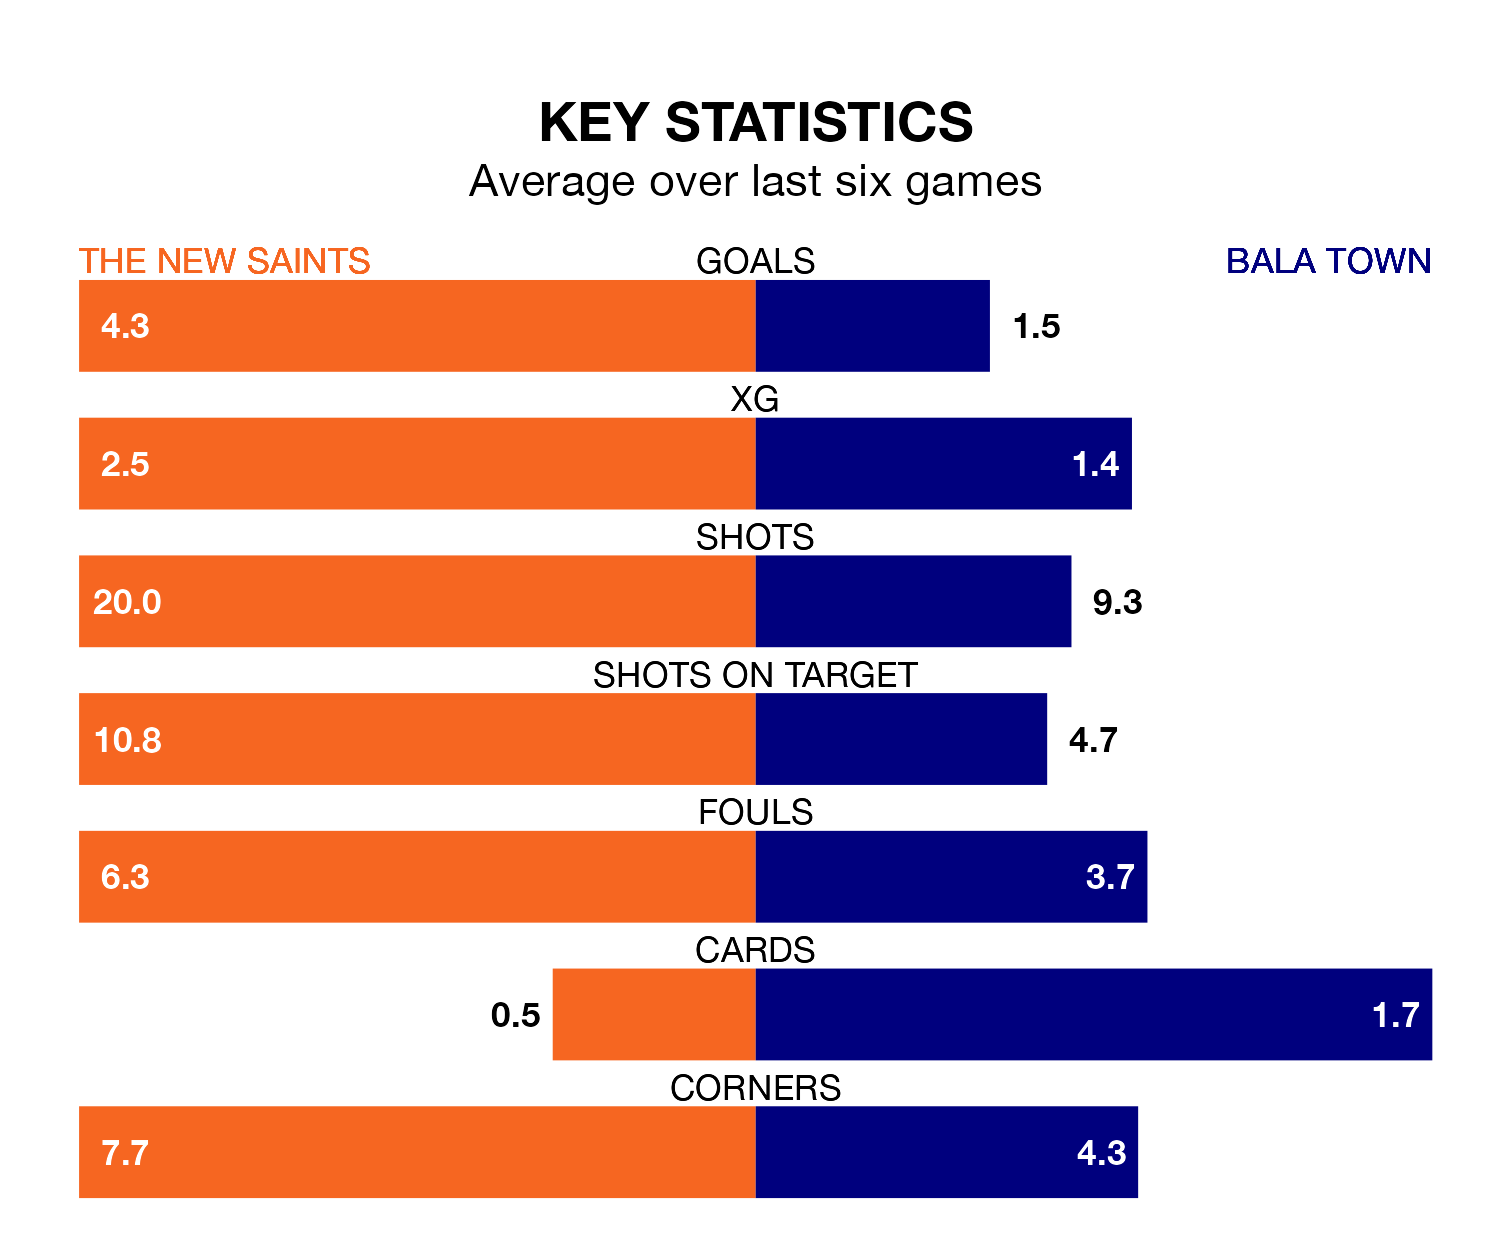 KEY STATISTICS
Average over last six games
THE NEW SAINTS GOALS BALA TOWN
4.3 1.5
XG
2.5 1.4
SHOTS
20.0 9.3
SHOTS ON TARGET
10.8 4.7
FOULS
6.3 3.7
CARDS
0.5 1.7
CORNERS
7.7 4.3